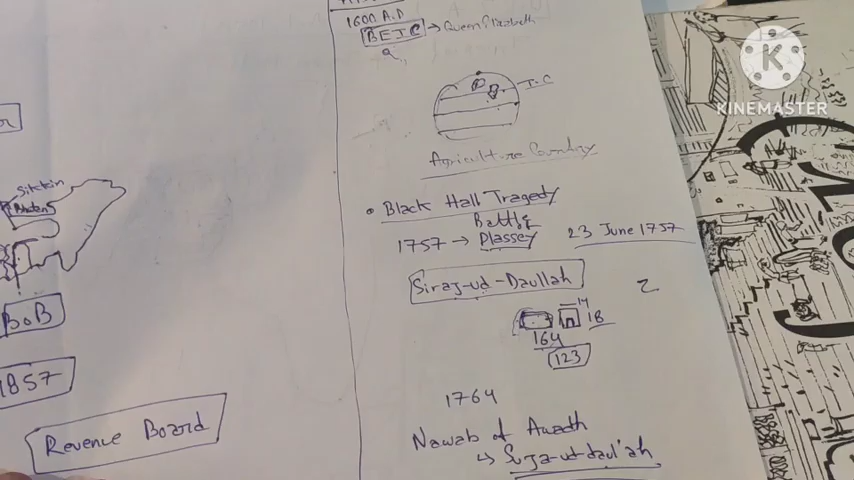 1600 A.D
BEIC → Queen Elizabeth
I.C
Agriculture Country
• Black Hall Tragedy
Battle
1757 → Plassey 23 June 1757
Siraj-ud-Daullah
14
18
164
123
1764
Nawab of Awadh
↳ Suja-ud-daul'ah
Sikkim
Bhutan
BoB
1857
Revenue Board
KINEMASTER